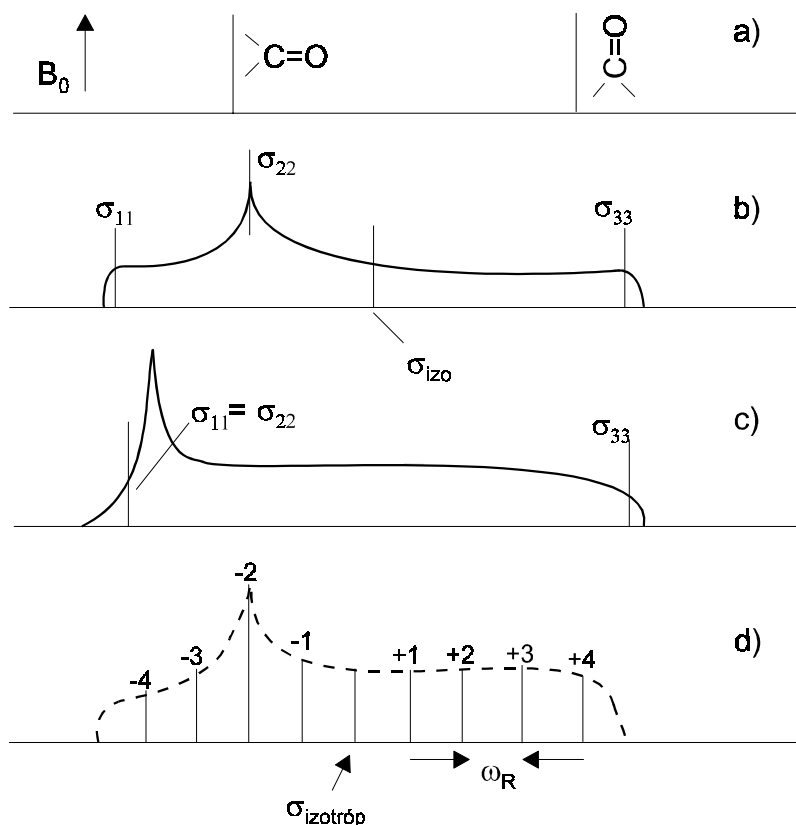 B₀
C=O
C=O
a)
σ₁₁
σ₂₂
σ₃₃
b)
σizo
σ₁₁= σ₂₂
σ₃₃
c)
-4
-3
-2
-1
+1
+2
+3
+4
d)
ωR
σizotróp